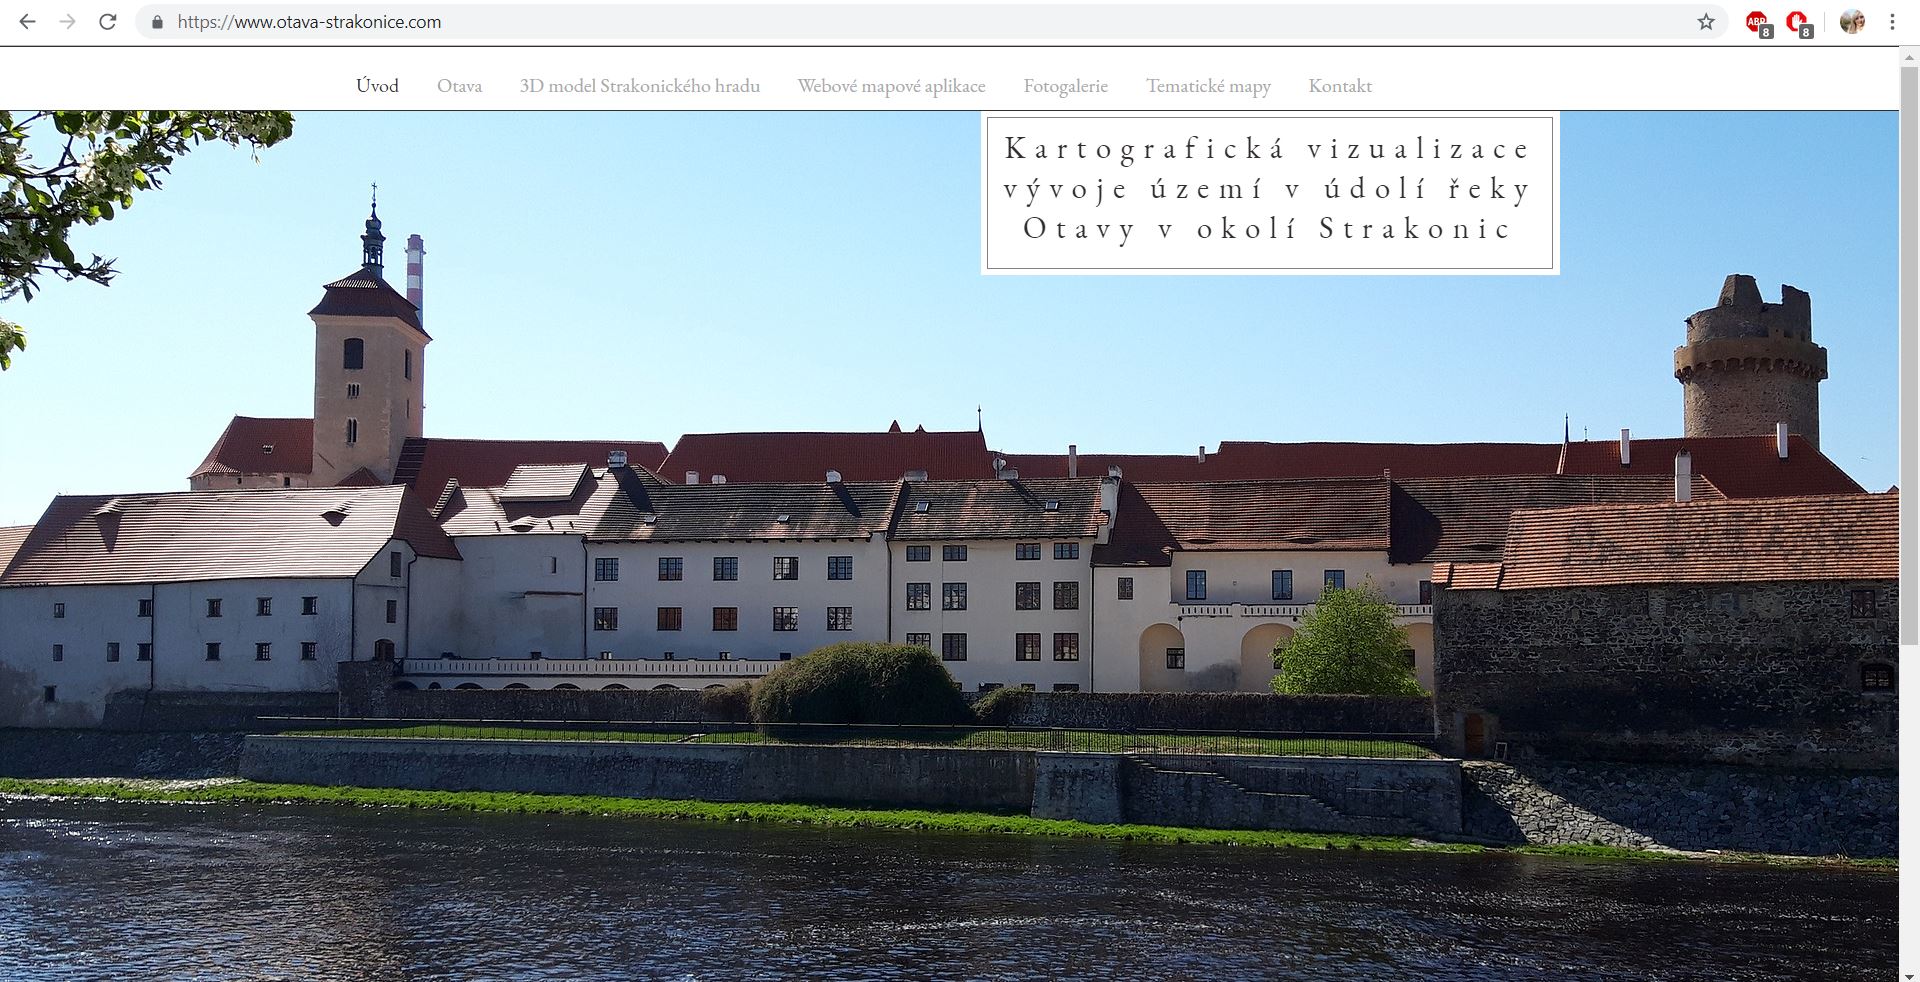 https://www.otava-strakonice.com
ABP
8
8
Úvod Otava 3D model Strakonického hradu Webové mapové aplikace Fotogalerie Tematické mapy Kontakt
Kartografická vizualizace
vývoje území v údolí řeky
Otavy v okolí Strakonic